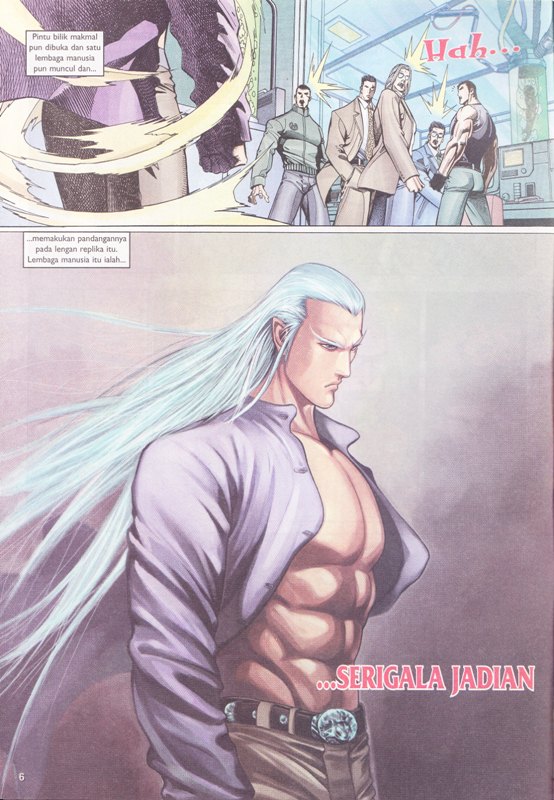 Pintu bilik makmal
pun dibuka dan satu
lembaga manusia
pun muncul dan...
Hah...
...memakukan pandangannya
pada lengan replika itu.
Lembaga manusia itu ialah...
...SERIGALA JADIAN
6